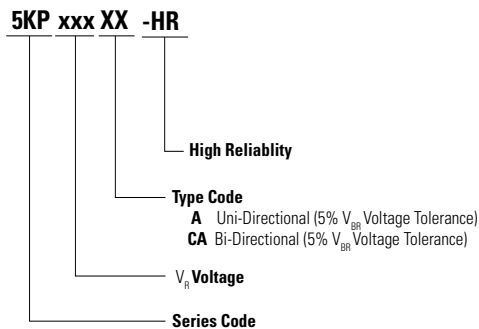 5KP xxx XX -HR
High Reliablity
Type Code
A Uni-Directional (5% VBR Voltage Tolerance)
CA Bi-Directional (5% VBR Voltage Tolerance)
VR Voltage
Series Code